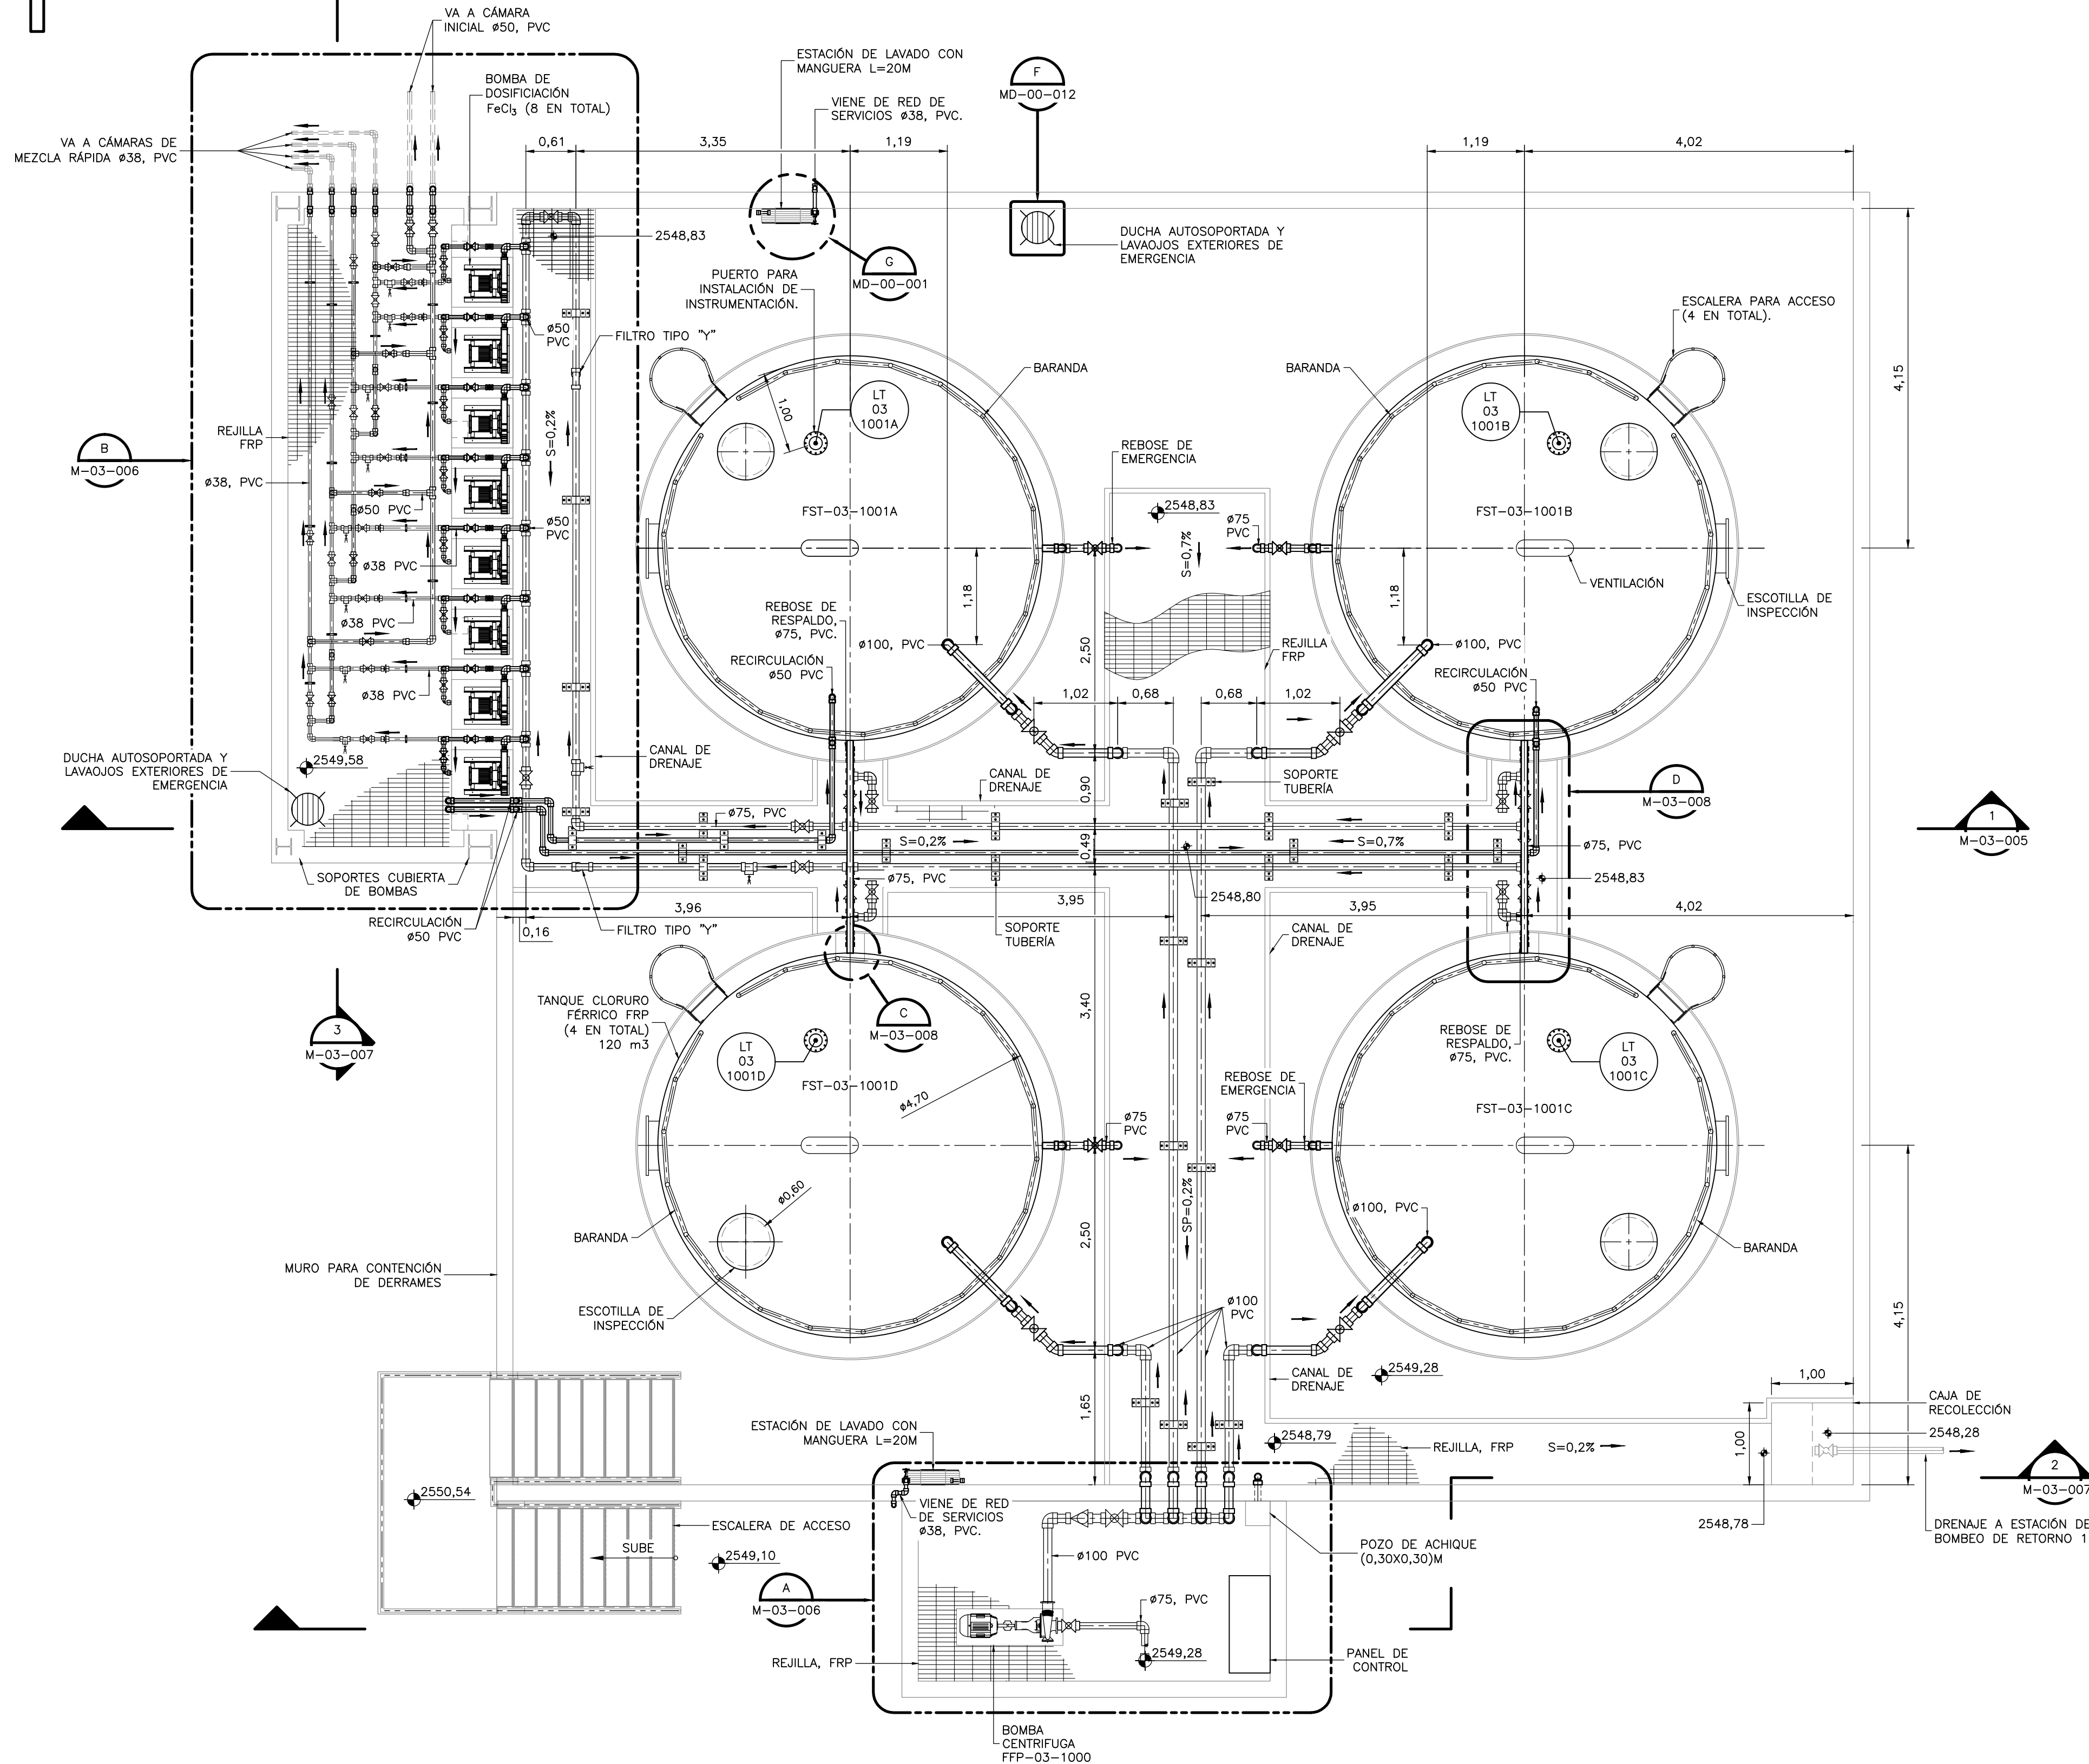 VA A CÁMARA
INICIAL ø50, PVC
BOMBA DE
DOSIFICIACIÓN
FeCl₃ (8 EN TOTAL)
VA A CÁMARAS DE
MEZCLA RÁPIDA ø38, PVC
ESTACIÓN DE LAVADO CON
MANGUERA L=20M
VIENE DE RED DE
SERVICIOS ø38, PVC.
F
MD-00-012
0,61
3,35
1,19
1,19
4,02
2548,83
DUCHA AUTOSOPORTADA Y
LAVAOJOS EXTERIORES DE
EMERGENCIA
G
MD-00-001
PUERTO PARA
INSTALACIÓN DE
INSTRUMENTACIÓN.
ESCALERA PARA ACCESO
(4 EN TOTAL).
ø50
PVC
FILTRO TIPO "Y"
BARANDA
BARANDA
4,15
1,00
LT
03
1001A
LT
03
1001B
S=0,2%
REJILLA
FRP
B
M-03-006
ø38, PVC
REBOSE DE
EMERGENCIA
ø50 PVC
FST-03-1001A
2548,83
FST-03-1001B
ø50
PVC
ø75
PVC
S=0,7%
ø38 PVC
VENTILACIÓN
1,18
1,18
ESCOTILLA DE
INSPECCIÓN
ø38 PVC
REBOSE DE
RESPALDO,
ø75, PVC.
ø100, PVC
2,50
REJILLA
FRP
ø100, PVC
RECIRCULACIÓN
ø50 PVC
RECIRCULACIÓN
ø50 PVC
ø38 PVC
1,02
0,68
0,68
1,02
DUCHA AUTOSOPORTADA Y
LAVAOJOS EXTERIORES DE
EMERGENCIA
2549,58
CANAL DE
DRENAJE
CANAL DE
DRENAJE
0,90
SOPORTE
TUBERÍA
D
M-03-008
ø75, PVC
1
M-03-005
S=0,2%
0,49
S=0,7%
ø75, PVC
SOPORTES CUBIERTA
DE BOMBAS
ø75, PVC
2548,83
2548,80
3,96
3,95
3,95
4,02
RECIRCULACIÓN
ø50 PVC
0,16
FILTRO TIPO "Y"
SOPORTE
TUBERÍA
CANAL DE
DRENAJE
TANQUE CLORURO
FÉRRICO FRP
(4 EN TOTAL)
120 m3
C
M-03-008
3,40
3
M-03-007
LT
03
1001D
REBOSE DE
RESPALDO,
ø75, PVC.
LT
03
1001C
FST-03-1001D
ø4,70
REBOSE DE
EMERGENCIA
FST-03-1001C
ø75
PVC
ø75
PVC
ø0,60
SP=0,2%
ø100, PVC
BARANDA
2,50
BARANDA
MURO PARA CONTENCIÓN
DE DERRAMES
ESCOTILLA DE
INSPECCIÓN
ø100
PVC
4,15
CANAL DE
DRENAJE
2549,28
1,00
1,65
CAJA DE
RECOLECCIÓN
ESTACIÓN DE LAVADO CON
MANGUERA L=20M
2548,79
REJILLA, FRP
S=0,2%
1,00
2548,28
2
M-03-007
2550,54
VIENE DE RED
DE SERVICIOS
ø38, PVC.
ESCALERA DE ACCESO
SUBE
2549,10
2548,78
DRENAJE A ESTACIÓN DE
BOMBEO DE RETORNO 1
POZO DE ACHIQUE
(0,30X0,30)M
ø100 PVC
A
M-03-006
ø75, PVC
2549,28
REJILLA, FRP
PANEL DE
CONTROL
BOMBA
CENTRIFUGA
FFP-03-1000